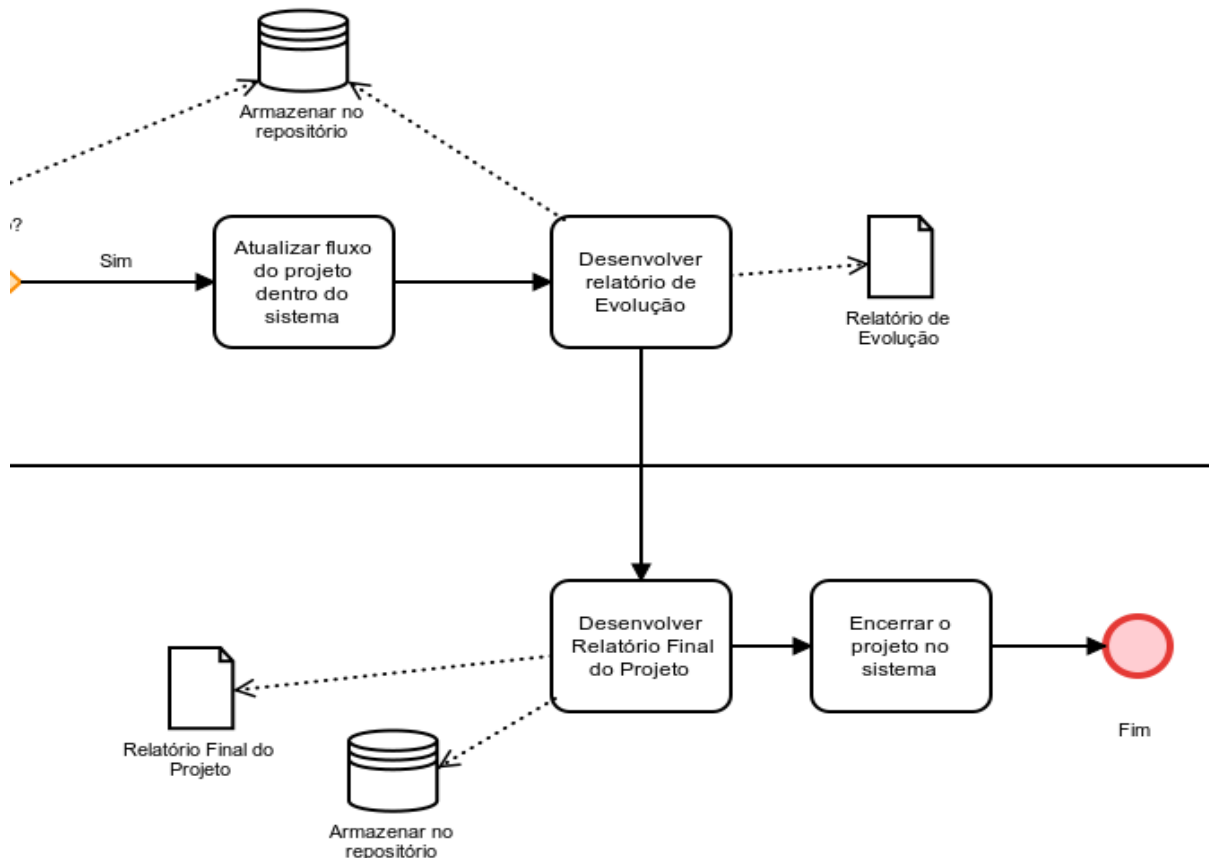 Armazenar no
repositório
?
Sim
Atualizar fluxo
do projeto
dentro do
sistema
Desenvolver
relatório de
Evolução
Relatório de
Evolução
Desenvolver
Relatório Final
do Projeto
Encerrar o
projeto no
sistema
Fim
Relatório Final do
Projeto
Armazenar no
repositório